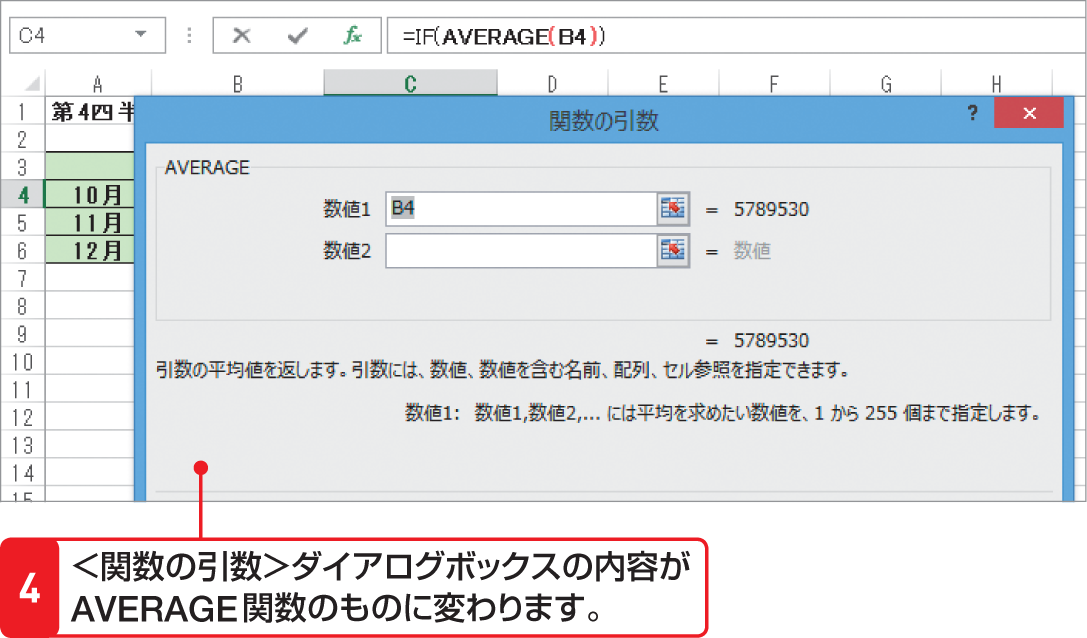 C4 =IF(AVERAGE(B4))
A B C D E F G H
1 第4四半
2
3
4 10月
5 11月
6 12月
7
8
9
10
11
12
13
14
15
関数の引数 ?
AVERAGE
数値1 B4 = 5789530
数値2 = 数値
= 5789530
引数の平均値を返します。引数には、数値、数値を含む名前、配列、セル参照を指定できます。
数値1: 数値1,数値2,... には平均を求めたい数値を、1 から 255 個まで指定します。
4 <関数の引数>ダイアログボックスの内容が
AVERAGE関数のものに変わります。